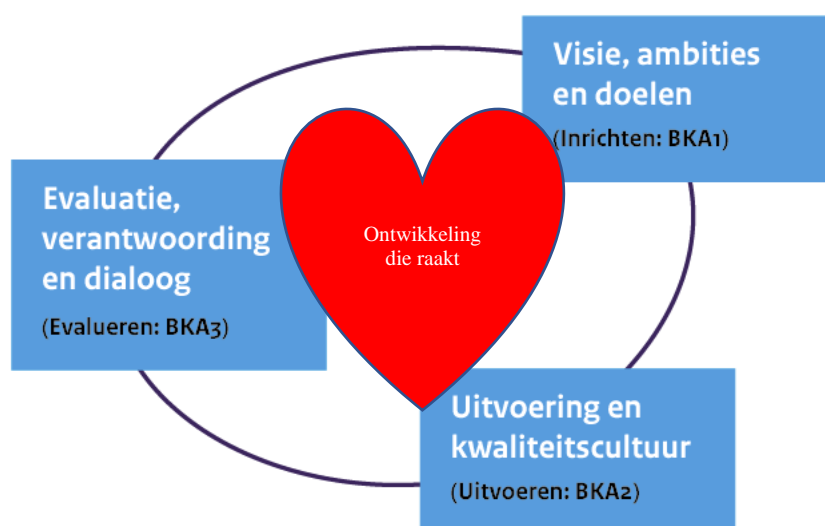 Visie, ambities
en doelen
(Inrichten: BKA1)
Evaluatie,
verantwoording
en dialoog
(Evalueren: BKA3)
Ontwikkeling
die raakt
Uitvoering en
kwaliteitscultuur
(Uitvoeren: BKA2)